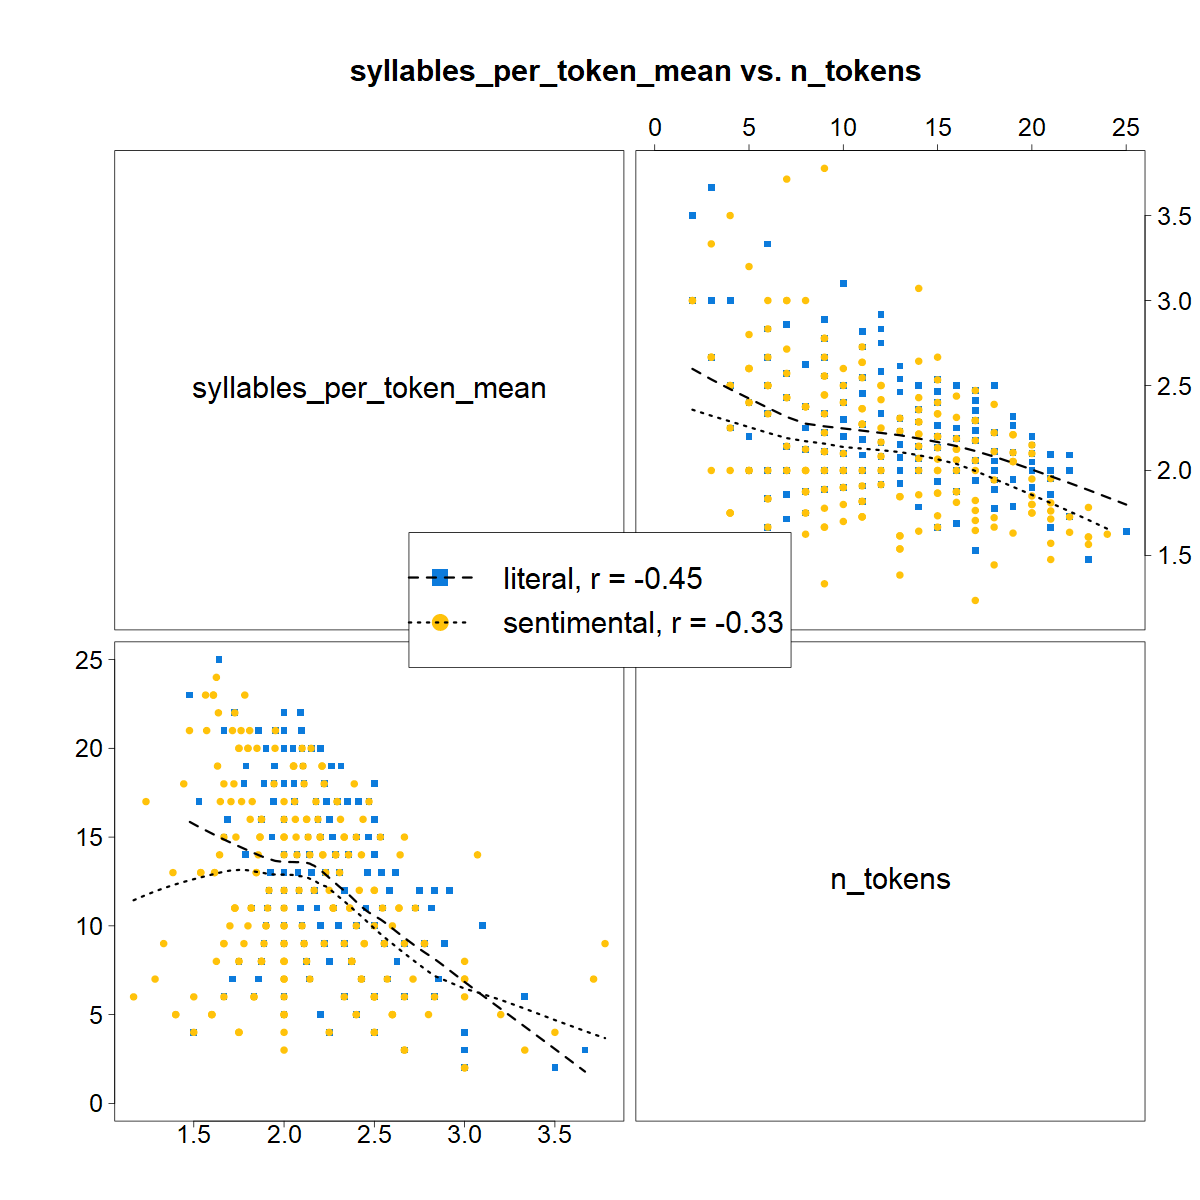 syllables_per_token_mean vs. n_tokens
0 5 10 15 20 25
3.5
3.0
syllables_per_token_mean
2.5
2.0
1.5
literal, r = -0.45
sentimental, r = -0.33
25
20
15
n_tokens
10
5
0
1.5 2.0 2.5 3.0 3.5